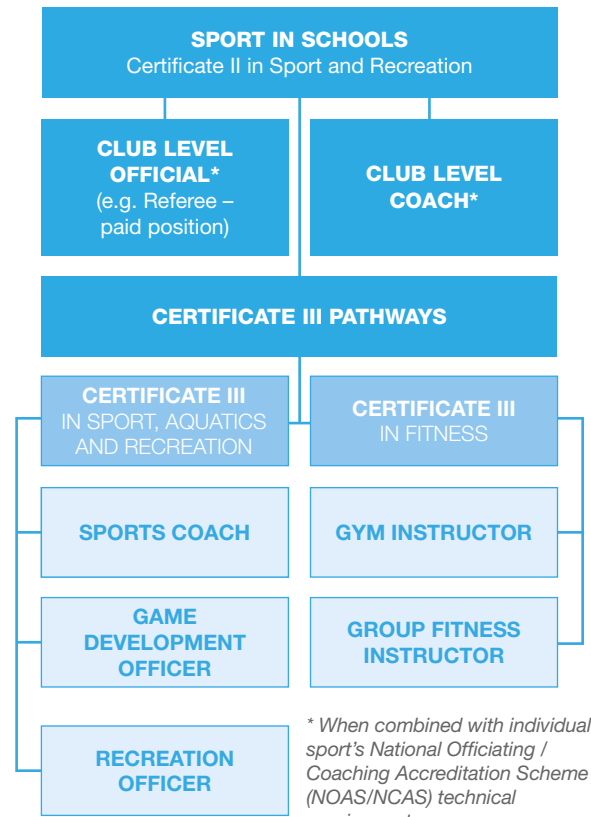 SPORT IN SCHOOLS
Certificate II in Sport and Recreation
CLUB LEVEL
OFFICIAL*
(e.g. Referee –
paid position)
CLUB LEVEL
COACH*
CERTIFICATE III PATHWAYS
CERTIFICATE III
IN SPORT, AQUATICS
AND RECREATION
CERTIFICATE III
IN FITNESS
SPORTS COACH
GYM INSTRUCTOR
GAME
DEVELOPMENT
OFFICER
GROUP FITNESS
INSTRUCTOR
RECREATION
OFFICER
* When combined with individual
sport's National Officiating /
Coaching Accreditation Scheme
(NOAS/NCAS) technical